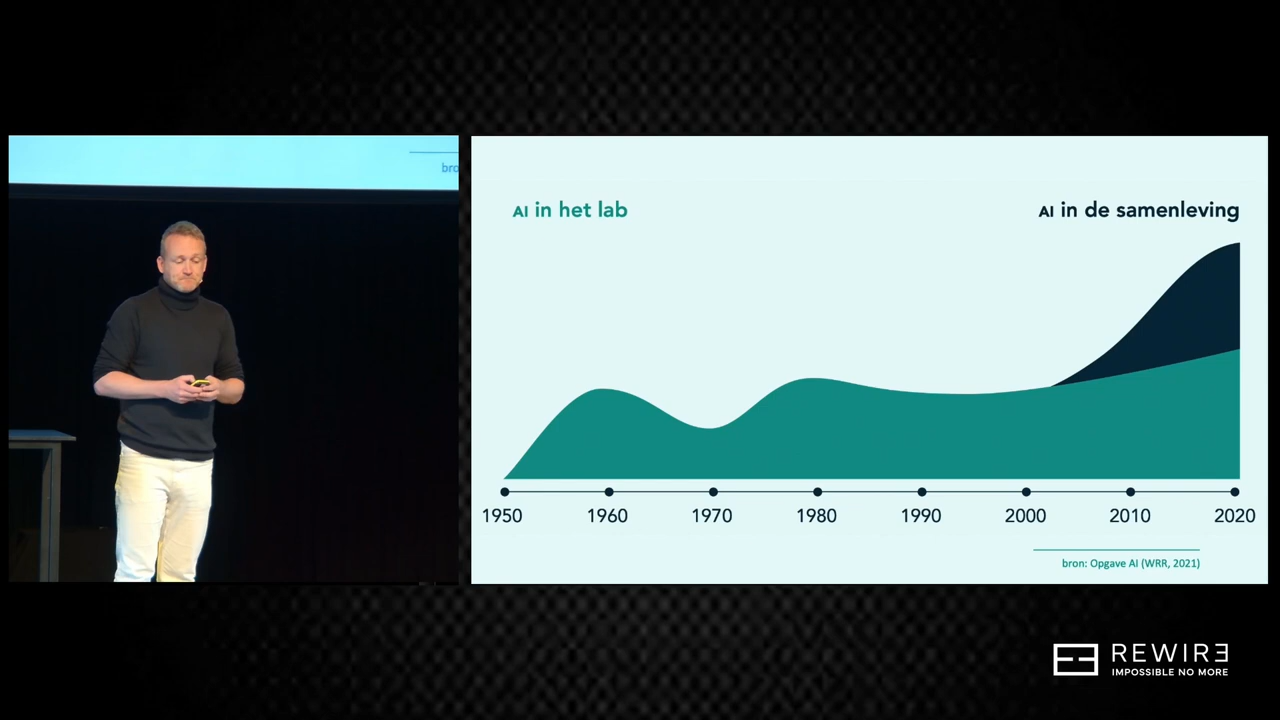 bro
AI in het lab
AI in de samenleving
1950 1960 1970 1980 1990 2000 2010 2020
bron: Opgave AI (WRR, 2021)
REWIRE
IMPOSSIBLE NO MORE